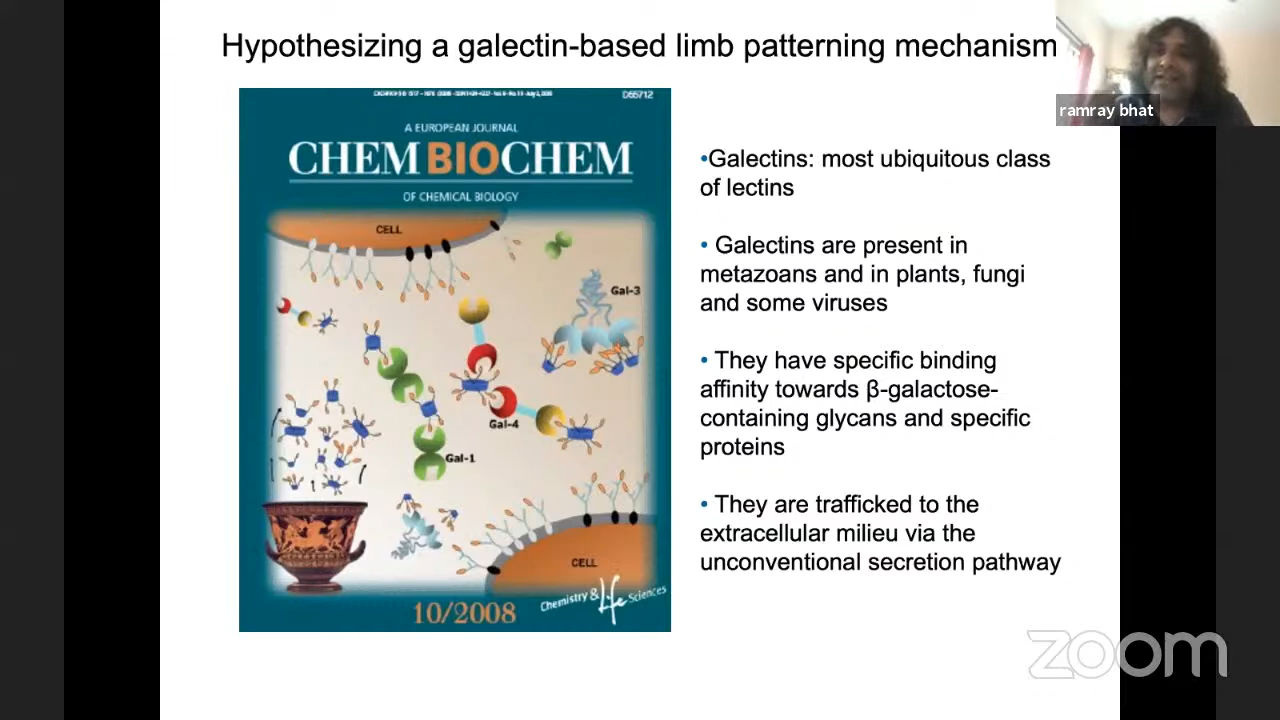 Hypothesizing a galectin-based limb patterning mechanism
ramray bhat
D55712
A EUROPEAN JOURNAL
CHEMBIOCHEM
OF CHEMICAL BIOLOGY
CELL
Gal-3
Gal-4
Gal-1
CELL
Chemistry & Life Sciences
10/2008
•Galectins: most ubiquitous class
of lectins
• Galectins are present in
metazoans and in plants, fungi
and some viruses
• They have specific binding
affinity towards β-galactose-
containing glycans and specific
proteins
• They are trafficked to the
extracellular milieu via the
unconventional secretion pathway
zoom